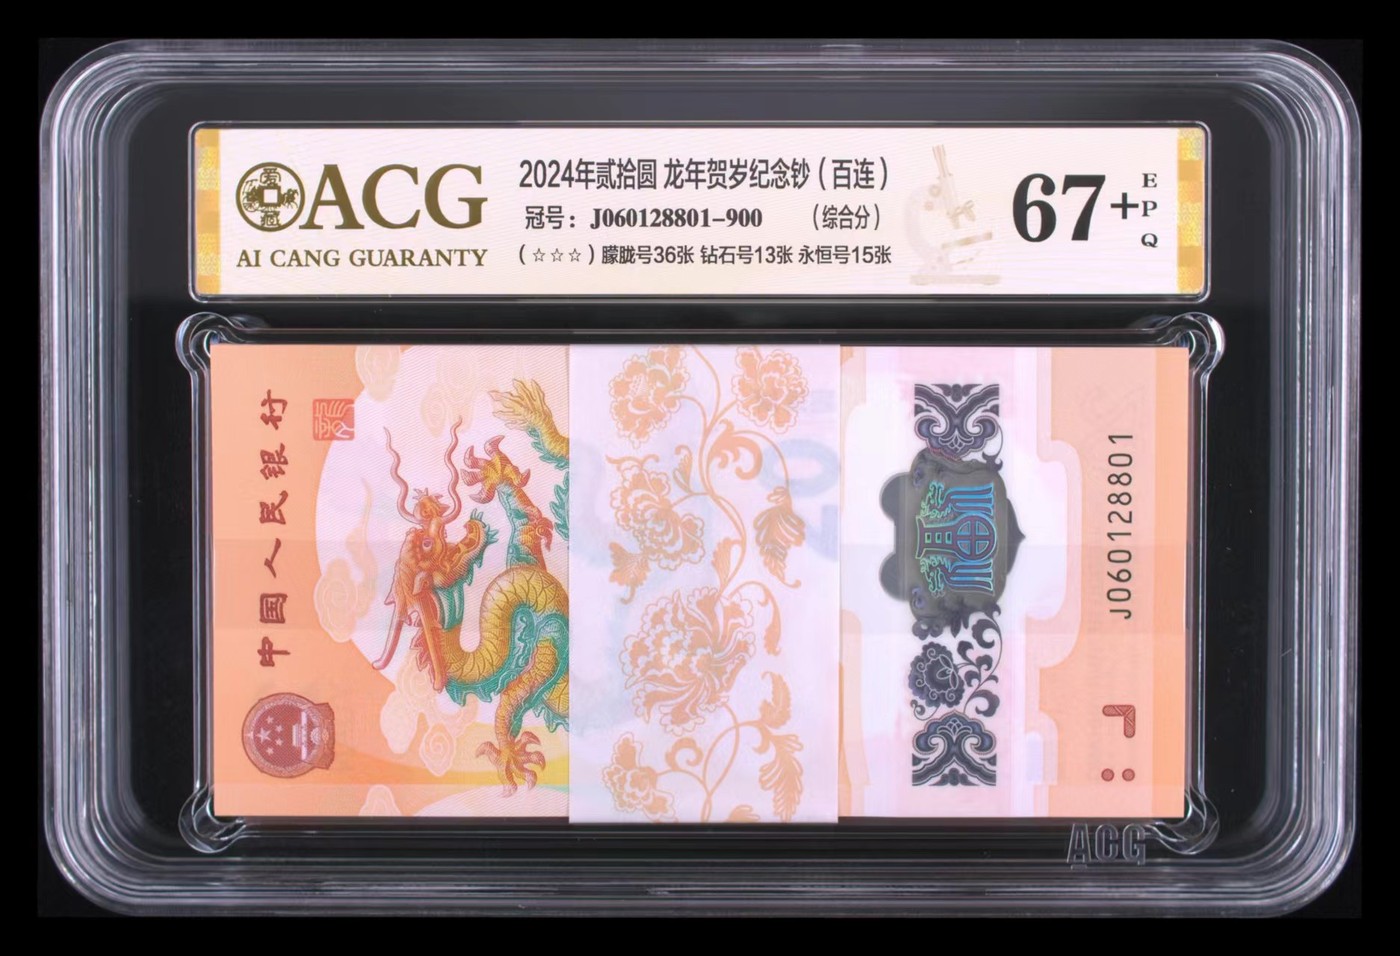 ACG
AI CANG GUARANTY
2024年贰拾圆 龙年贺岁纪念钞(百连)
冠号: J060128801-900 (综合分)
(☆☆☆)朦胧号36张 钻石号13张 永恒号15张
67+
EPQ
中国人民银行
J060128801
ACG